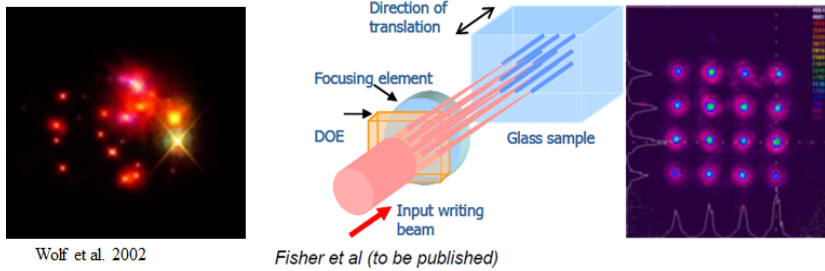 Direction of
translation
Focusing element
DOE
Glass sample
Input writing
beam
Wolf et al. 2002
Fisher et al (to be published)